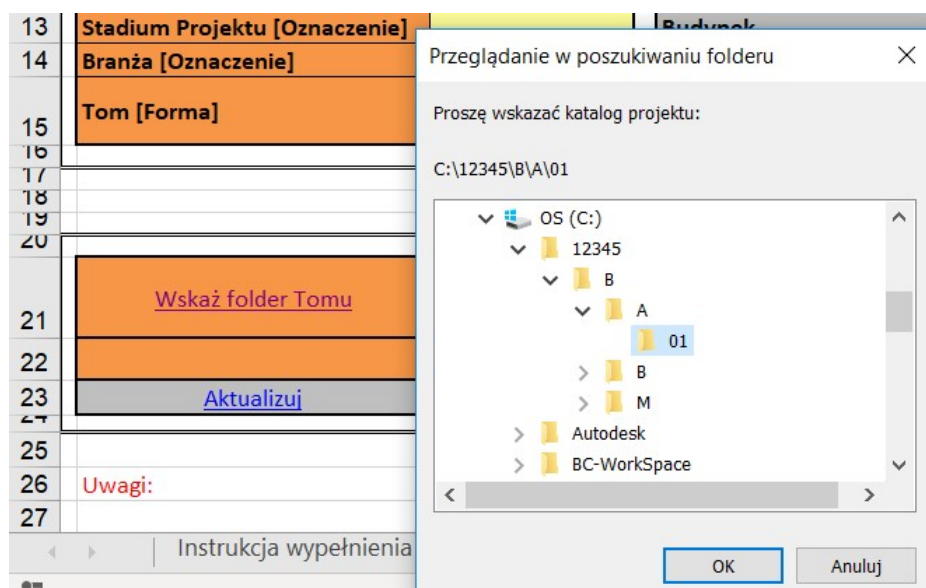 13 Stadium Projektu [Oznaczenie]
14 Branża [Oznaczenie]
15 Tom [Forma]
16
17
18
19
20
21 Wskaż folder Tomu
22
23 Aktualizuj
24
25
26 Uwagi:
27
Instrukcja wypełnienia
Budynek
Przeglądanie w poszukiwaniu folderu
Proszę wskazać katalog projektu:
C:\12345\B\A\01
OS (C:)
12345
B
A
01
B
M
Autodesk
BC-WorkSpace
OK Anuluj